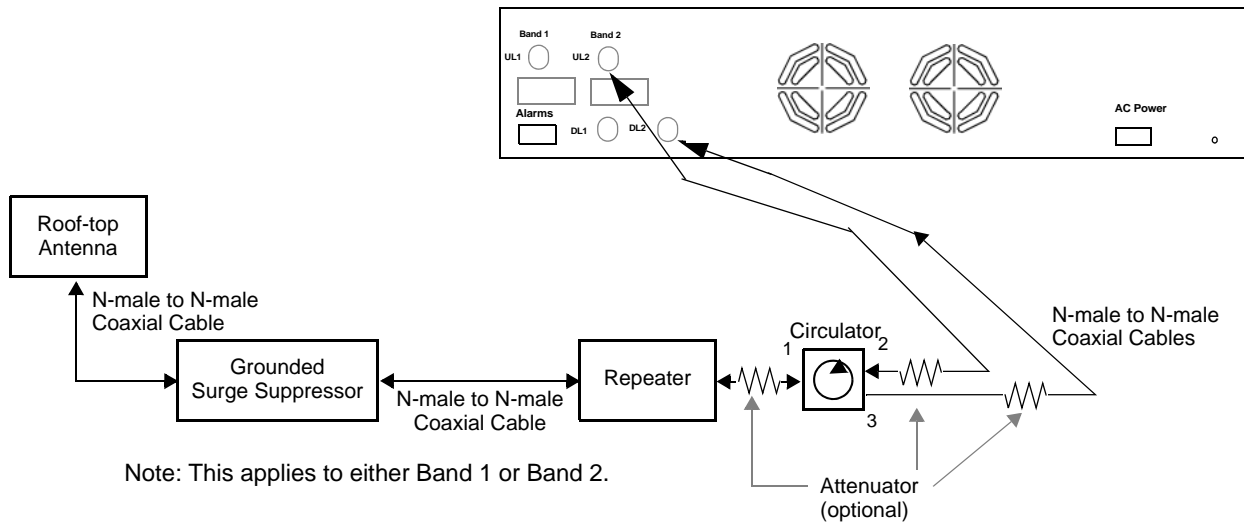 Band 1
Band 2
UL1
UL2
Alarms
DL1
DL2
AC Power
Roof-top
Antenna
N-male to N-male
Coaxial Cable
Grounded
Surge Suppressor
N-male to N-male
Coaxial Cable
Repeater
Circulator
1
2
3
N-male to N-male
Coaxial Cables
Attenuator
(optional)
Note: This applies to either Band 1 or Band 2.